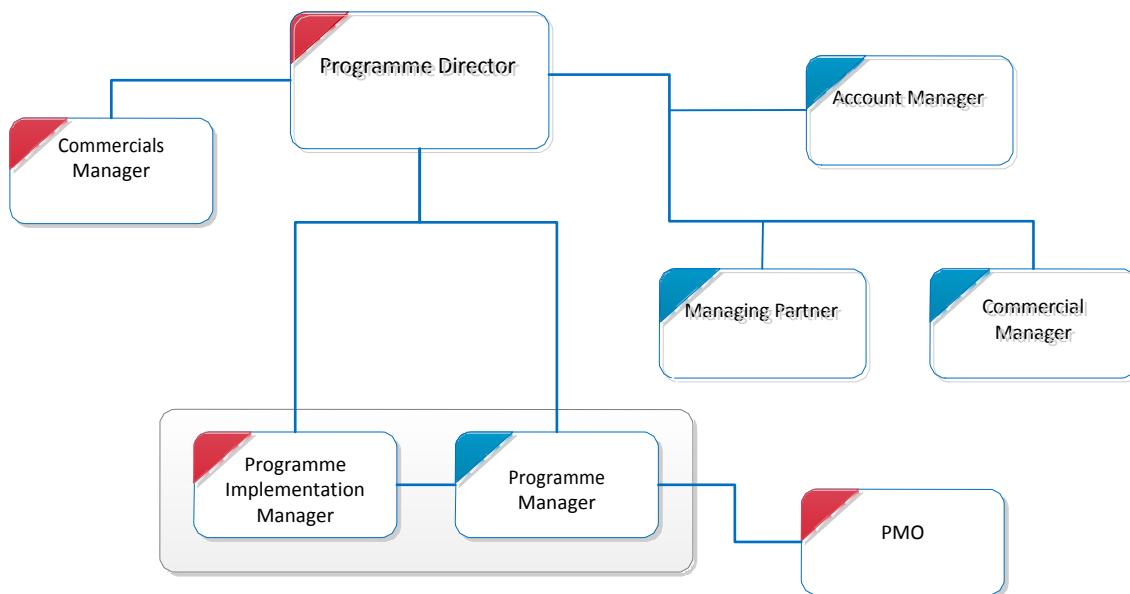 Programme Director
Account Manager
Commercials
Manager
Managing Partner
Commercial
Manager
Programme
Implementation
Manager
Programme
Manager
PMO